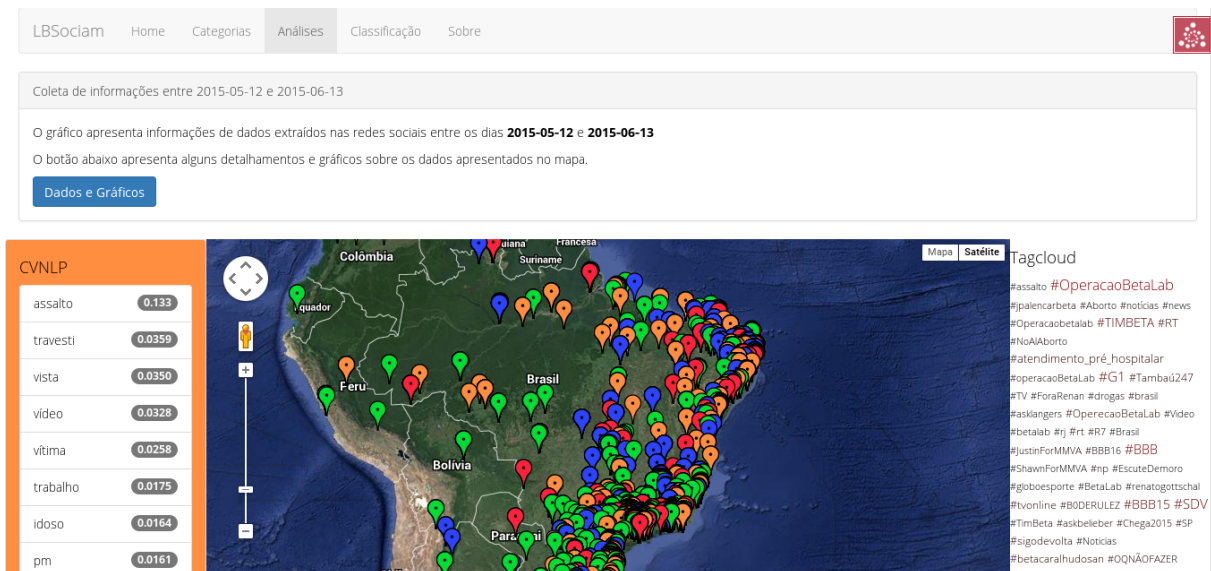 LBSociam Home Categorias Análises Classificação Sobre
Coleta de informações entre 2015-05-12 e 2015-06-13
O gráfico apresenta informações de dados extraídos nas redes sociais entre os dias 2015-05-12 e 2015-06-13
O botão abaixo apresenta alguns detalhamentos e gráficos sobre os dados apresentados no mapa.
Dados e Gráficos
CVNLP
assalto 0.133
travesti 0.0359
vista 0.0350
vídeo 0.0328
vítima 0.0258
trabalho 0.0175
idoso 0.0164
pm 0.0161
Mapa Satélite
uiana Francesa
Colômbia
Suriname
quador
Brasil
Peru
Bolívia
Tagcloud
#assalto #OperacaoBetaLab
#jpalencarbeta #Aborto #notícias #news
#Operacaobetalab #TIMBETA #RT
#NoAlAborto
#atendimento_pré_hospitalar
#operacaoBetaLab #G1 #Tambaú247
#TV #ForaRenan #drogas #brasil
#asklangers #OperecaoBetaLab #Video
#betalab #rj #rt #R7 #Brasil
#JustinForMMVA #BBB16 #BBB
#ShawnForMMVA #np #EscuteDemoro
#globoesporte #BetaLab #renatogottschal
#tvonline #B0DERULEZ #BBB15 #SDV
#TimBeta #askbelieber #Chega2015 #SP
#sigodevolta #Noticias
#betacaralhudosan #OQNÃOFAZER